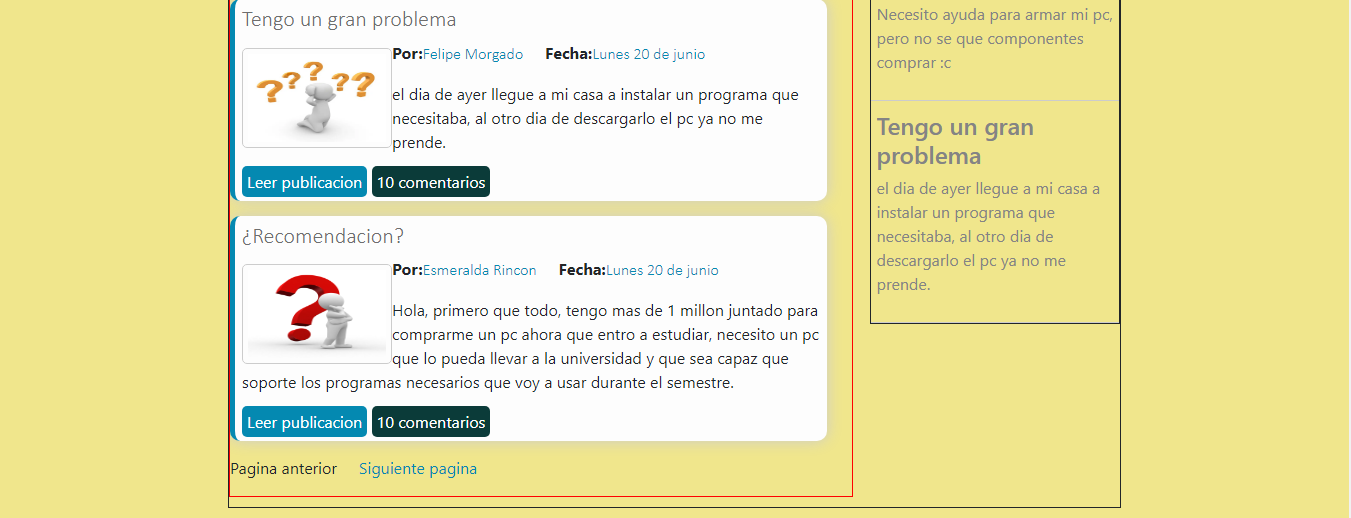 Tengo un gran problema
Por:Felipe Morgado Fecha:Lunes 20 de junio
el dia de ayer llegue a mi casa a instalar un programa que
necesitaba, al otro dia de descargarlo el pc ya no me
prende.
Leer publicacion 10 comentarios
¿Recomendacion?
Por:Esmeralda Rincon Fecha:Lunes 20 de junio
Hola, primero que todo, tengo mas de 1 millon juntado para
comprarme un pc ahora que entro a estudiar, necesito un pc
que lo pueda llevar a la universidad y que sea capaz que
soporte los programas necesarios que voy a usar durante el semestre.
Leer publicacion 10 comentarios
Pagina anterior Siguiente pagina
Necesito ayuda para armar mi pc,
pero no se que componentes
comprar :c
Tengo un gran
problema
el dia de ayer llegue a mi casa a
instalar un programa que
necesitaba, al otro dia de
descargarlo el pc ya no me
prende.